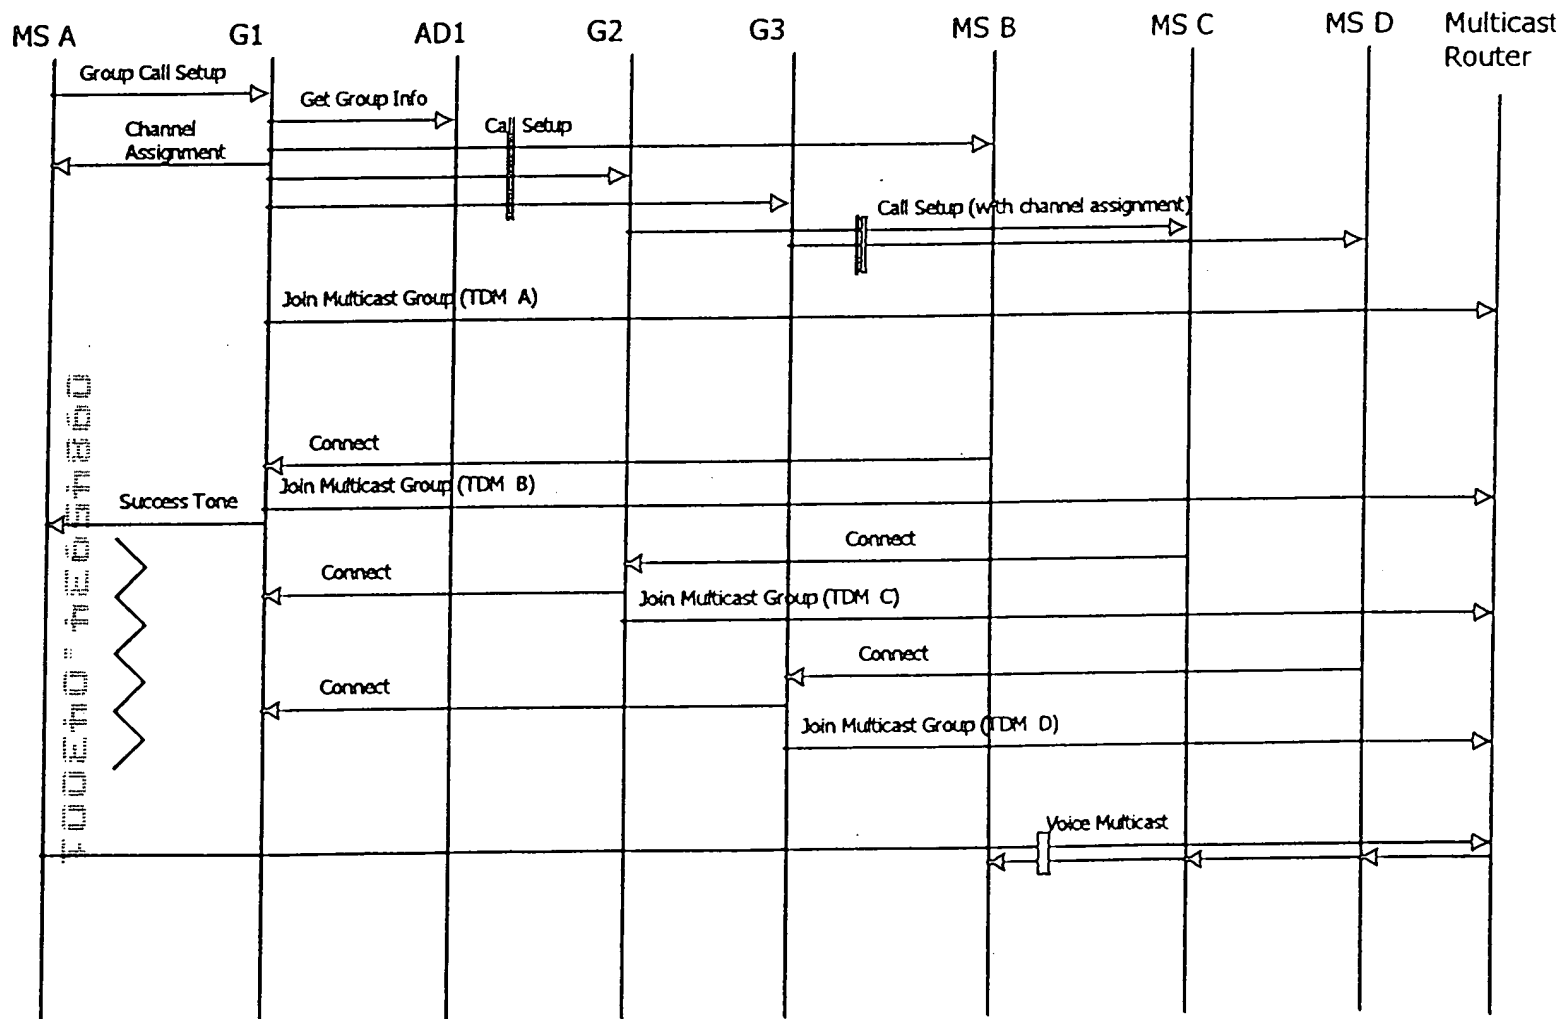 MS A
G1
AD1
G2
G3
MS B
MS C
MS D
Multicast
Router
Group Call Setup
Get Group Info
Channel
Assignment
Call Setup
Call Setup (with channel assignment)
Join Multicast Group (TDM A)
Connect
Join Multicast Group (TDM B)
Success Tone
Connect
Connect
Join Multicast Group (TDM C)
Connect
Connect
Join Multicast Group (TDM D)
Voice Multicast